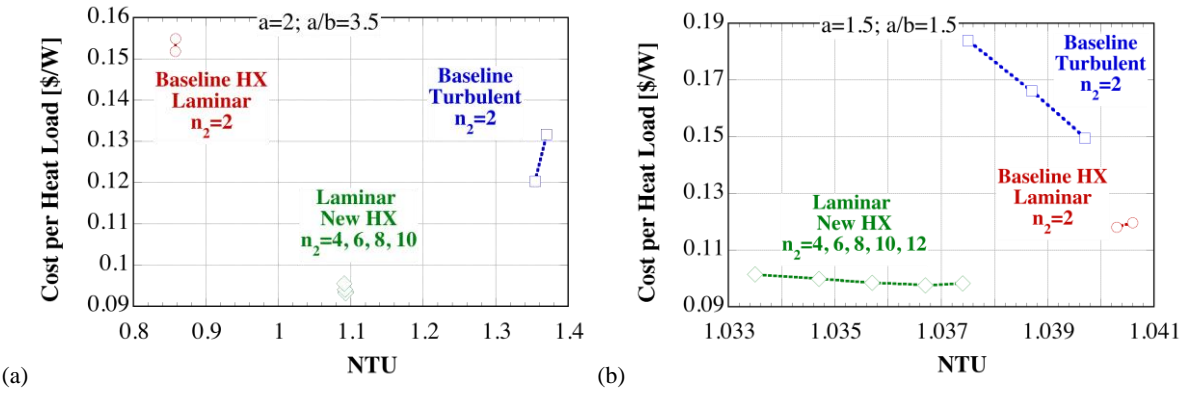 a=2; a/b=3.5
Cost per Heat Load [$/W]
0.16
0.15
0.14
0.13
0.12
0.11
0.1
0.09
Baseline HX
Laminar
n2=2
Baseline
Turbulent
n2=2
Laminar
New HX
n2=4, 6, 8, 10
0.8
0.9
1
1.1
1.2
1.3
1.4
NTU
(a)
a=1.5; a/b=1.5
Cost per Heat Load [$/W]
0.19
0.17
0.15
0.13
0.11
0.09
Baseline
Turbulent
n2=2
Baseline HX
Laminar
n2=2
Laminar
New HX
n2=4, 6, 8, 10, 12
1.033
1.035
1.037
1.039
1.041
NTU
(b)